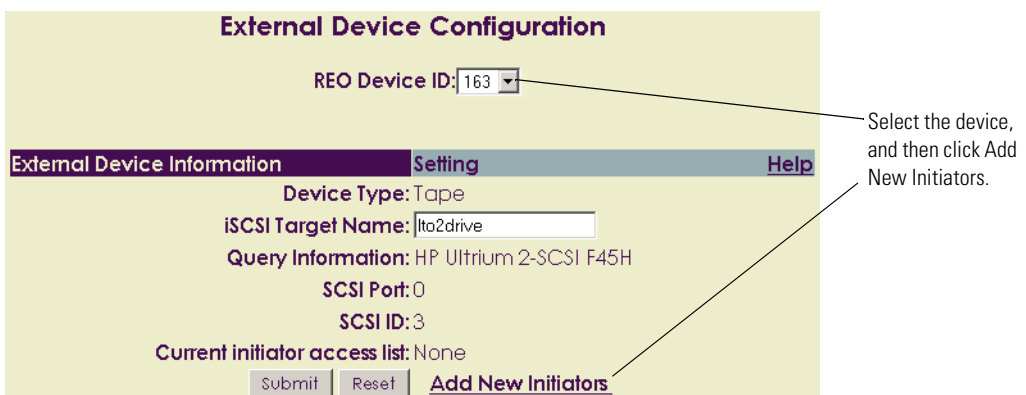 External Device Configuration
REO Device ID: 163
Select the device,
and then click Add
New Initiators.
External Device Information Setting Help
Device Type: Tape
iSCSI Target Name: lto2drive
Query Information: HP Ultrium 2-SCSI F45H
SCSI Port: 0
SCSI ID: 3
Current initiator access list: None
Submit Reset Add New Initiators